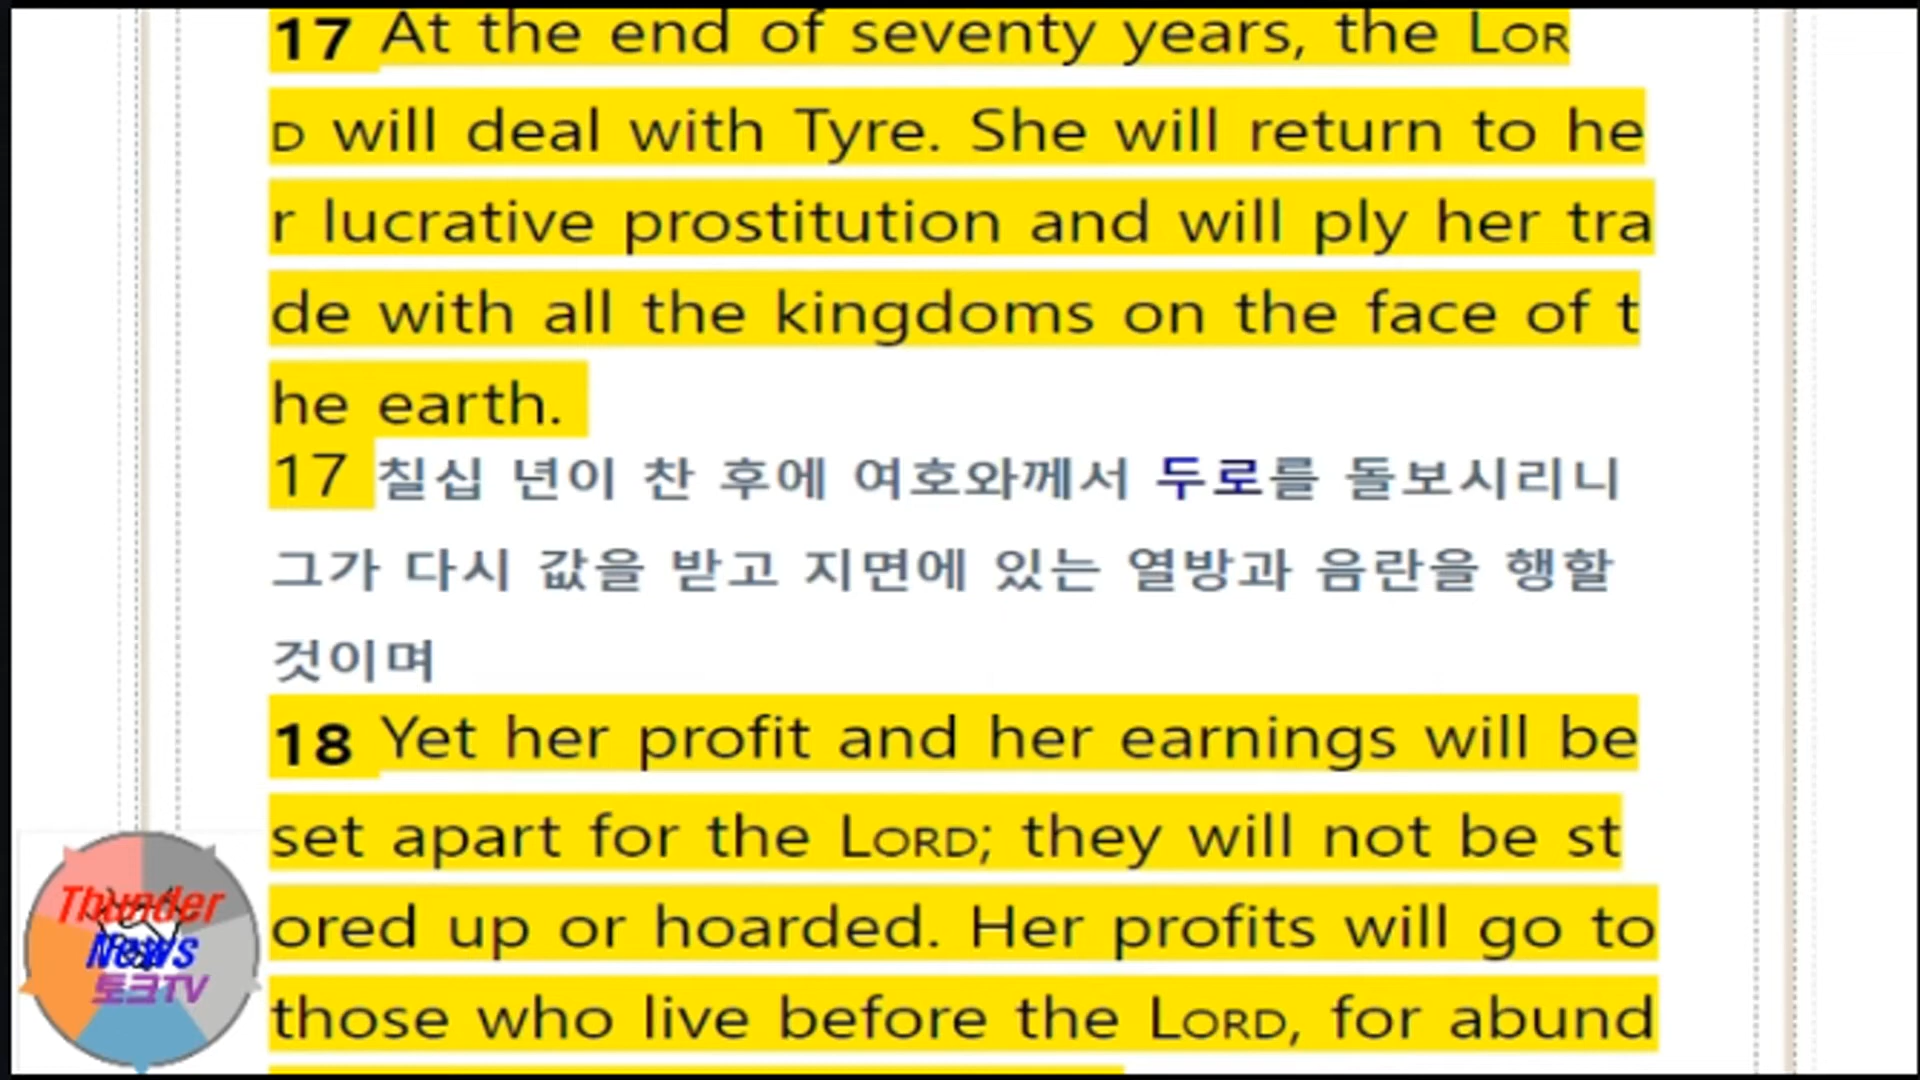 17 At the end of seventy years, the LOR
D will deal with Tyre. She will return to he
r lucrative prostitution and will ply her tra
de with all the kingdoms on the face of t
he earth.
17 칠십 년이 찬 후에 여호와께서 두로를 돌보시리니
그가 다시 값을 받고 지면에 있는 열방과 음란을 행할
것이며
18 Yet her profit and her earnings will be
set apart for the LORD; they will not be st
ored up or hoarded. Her profits will go to
those who live before the LORD, for abund
Thunder
News
토크TV